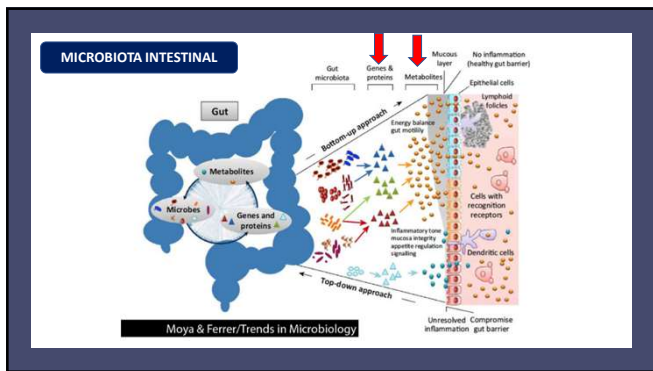 MICROBIOTA INTESTINAL
Gut
microbiota
Genes &
proteins
Metabolites
Mucous
layer
No inflammation
(healthy gut barrier)
Epithelial cells
Lymphoid
folicles
Gut
Bottom-up approach
Energy balance
gut motility
Metabolites
Microbes
Genes and
proteins
Cells with
recognition
receptors
Inflammatory tone
mucosa integrity
appetite regulation
signalling
Dendritic cells
Top-down approach
Unresolved
inflammation
Compromise
gut barrier
Moya & Ferrer/Trends in Microbiology